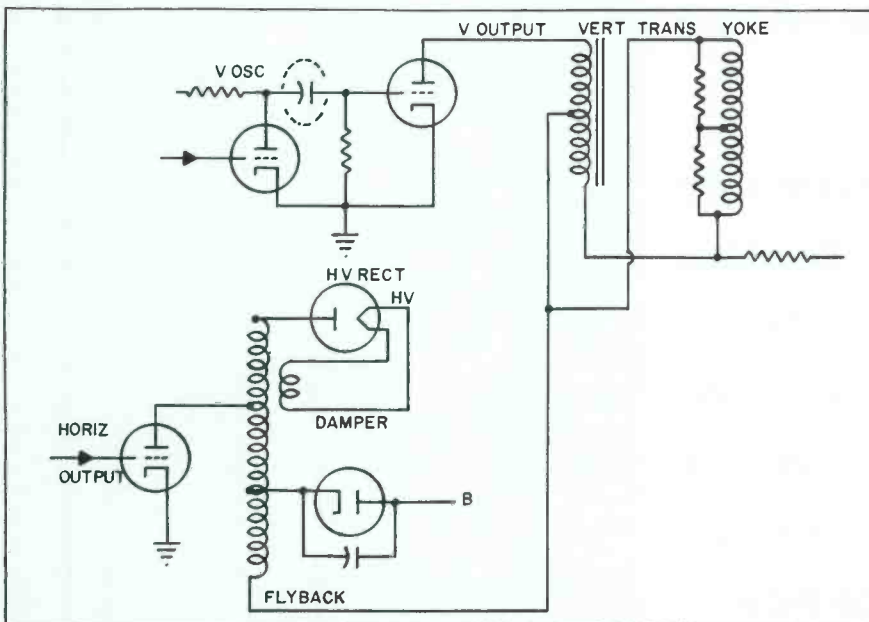 V OUTPUT VERT TRANS YOKE
V OSC
HV RECT
HV
DAMPER
HORIZ
OUTPUT
B
FLYBACK